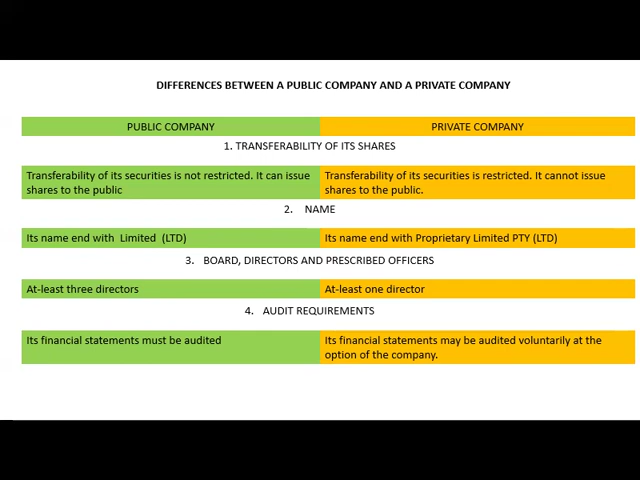 DIFFERENCES BETWEEN A PUBLIC COMPANY AND A PRIVATE COMPANY
PUBLIC COMPANY
PRIVATE COMPANY
1. TRANSFERABILITY OF ITS SHARES
Transferability of its securities is not restricted. It can issue
shares to the public
Transferability of its securities is restricted. It cannot issue
shares to the public.
2. NAME
Its name end with Limited (LTD)
Its name end with Proprietary Limited PTY (LTD)
3. BOARD, DIRECTORS AND PRESCRIBED OFFICERS
At-least three directors
At-least one director
4. AUDIT REQUIREMENTS
Its financial statements must be audited
Its financial statements may be audited voluntarily at the
option of the company.